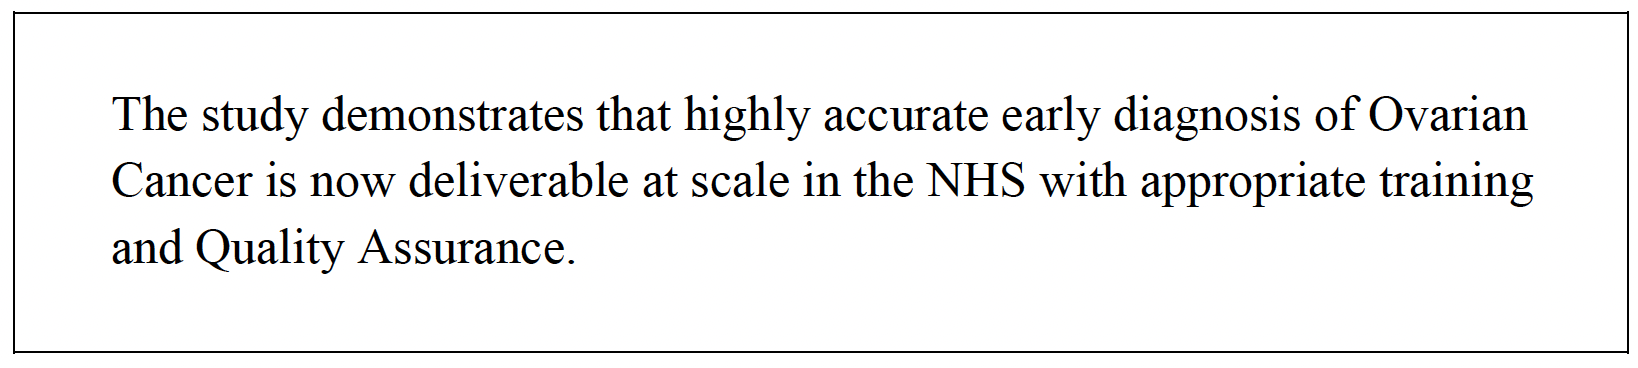 The study demonstrates that highly accurate early diagnosis of Ovarian
Cancer is now deliverable at scale in the NHS with appropriate training
and Quality Assurance.